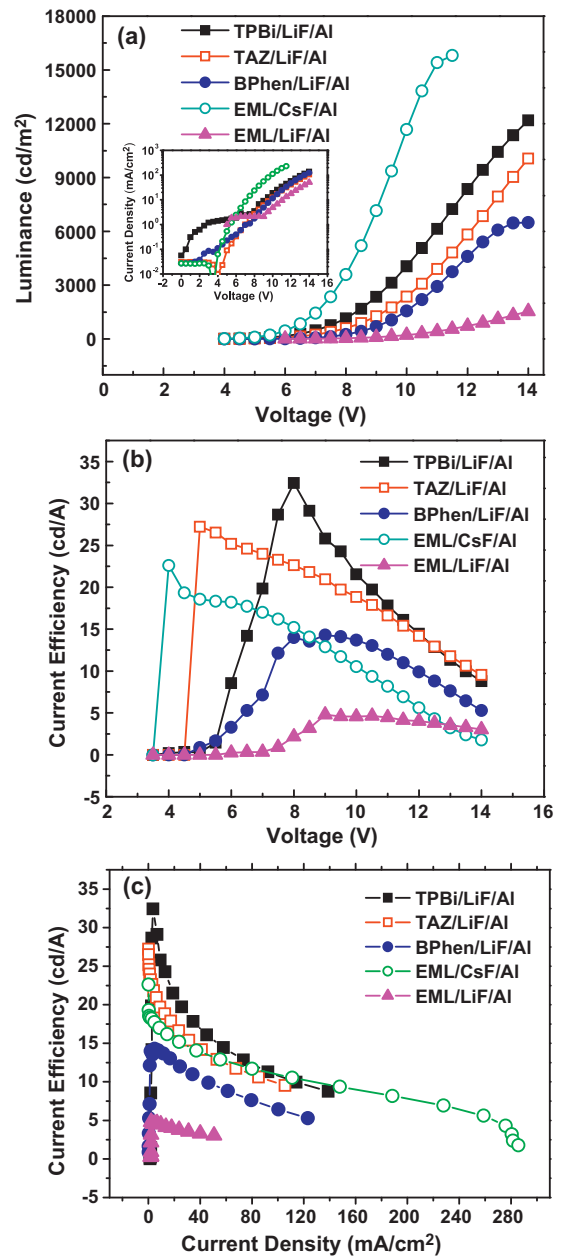 (a)
TPBi/LiF/Al
TAZ/LiF/Al
BPhen/LiF/Al
EML/CsF/Al
EML/LiF/Al
18000
15000
12000
9000
6000
3000
0
Luminance (cd/m²)
0 2 4 6 8 10 12 14
Voltage (V)
10³
10²
10¹
10⁰
10⁻¹
10⁻²
Current Density (mA/cm²)
-2 0 2 4 6 8 10 12 14 16
Voltage (V)
(b)
TPBi/LiF/Al
TAZ/LiF/Al
BPhen/LiF/Al
EML/CsF/Al
EML/LiF/Al
35
30
25
20
15
10
5
0
-5
Current Efficiency (cd/A)
2 4 6 8 10 12 14 16
Voltage (V)
(c)
TPBi/LiF/Al
TAZ/LiF/Al
BPhen/LiF/Al
EML/CsF/Al
EML/LiF/Al
35
30
25
20
15
10
5
0
-5
Current Efficiency (cd/A)
0 40 80 120 160 200 240 280
Current Density (mA/cm²)